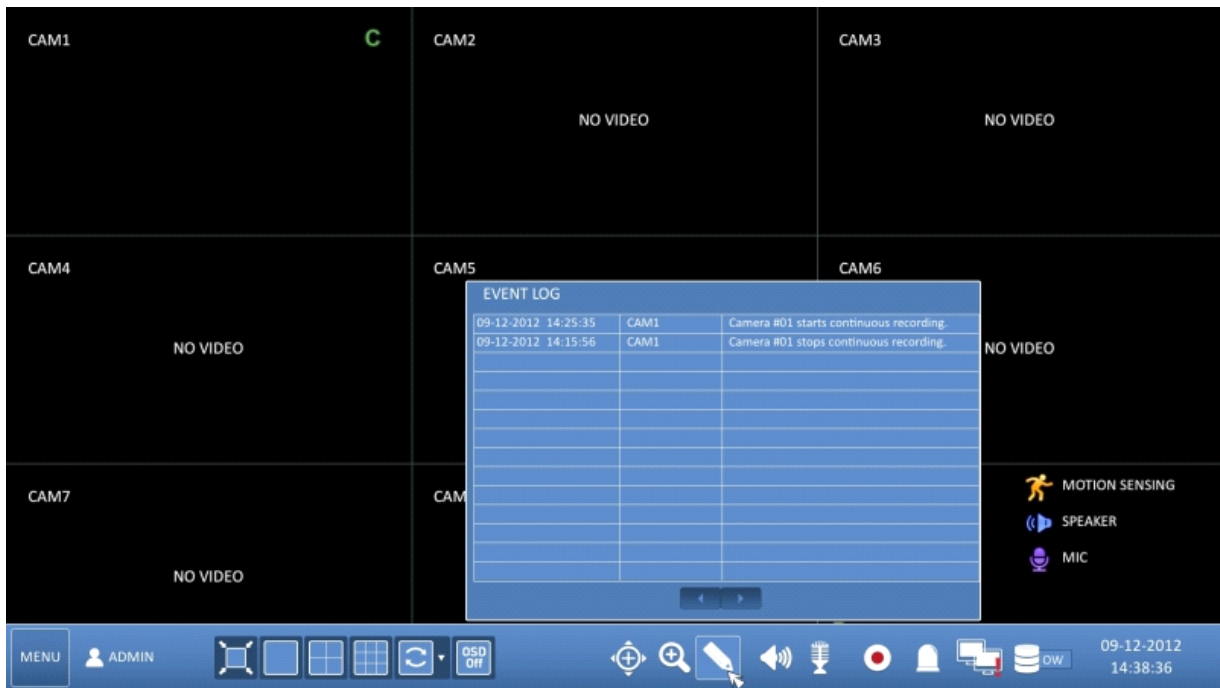 CAM1
C
CAM2
CAM3
NO VIDEO
NO VIDEO
CAM4
CAM5
CAM6
NO VIDEO
NO VIDEO
EVENT LOG
09-12-2012 14:25:35 CAM1 Camera #01 starts continuous recording.
09-12-2012 14:15:56 CAM1 Camera #01 stops continuous recording.
CAM7
CAM
NO VIDEO
MOTION SENSING
SPEAKER
MIC
MENU
ADMIN
OSD
Off
OW
09-12-2012
14:38:36